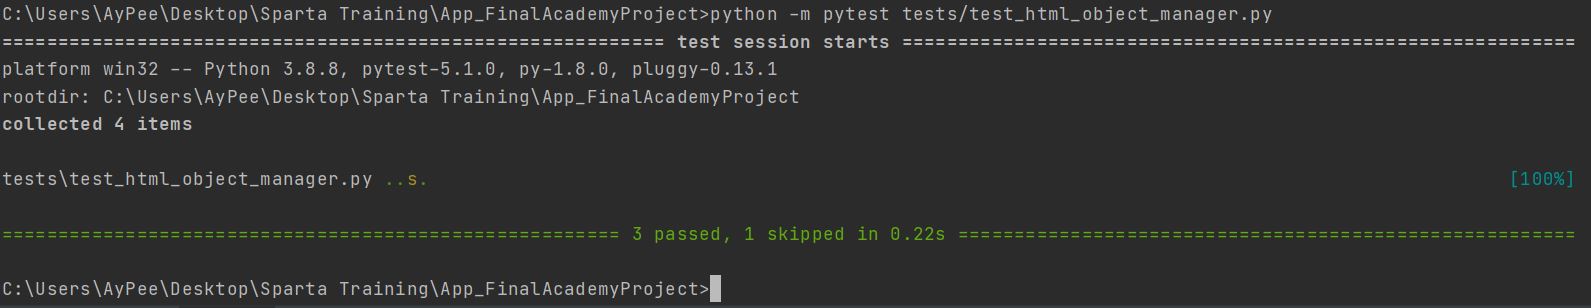 C:\Users\AyPee\Desktop\Sparta Training\App_FinalAcademyProject>python -m pytest tests/test_html_object_manager.py
=========================================================== test session starts ============================================================
platform win32 -- Python 3.8.8, pytest-5.1.0, py-1.8.0, pluggy-0.13.1
rootdir: C:\Users\AyPee\Desktop\Sparta Training\App_FinalAcademyProject
collected 4 items
tests\test_html_object_manager.py ..s. [100%]
======================================================= 3 passed, 1 skipped in 0.22s =======================================================
C:\Users\AyPee\Desktop\Sparta Training\App_FinalAcademyProject>